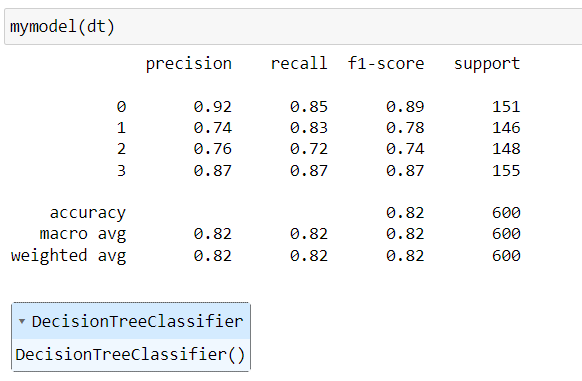 mymodel(dt)
precision recall f1-score support
0 0.92 0.85 0.89 151
1 0.74 0.83 0.78 146
2 0.76 0.72 0.74 148
3 0.87 0.87 0.87 155
accuracy 0.82 600
macro avg 0.82 0.82 0.82 600
weighted avg 0.82 0.82 0.82 600
DecisionTreeClassifier
DecisionTreeClassifier()